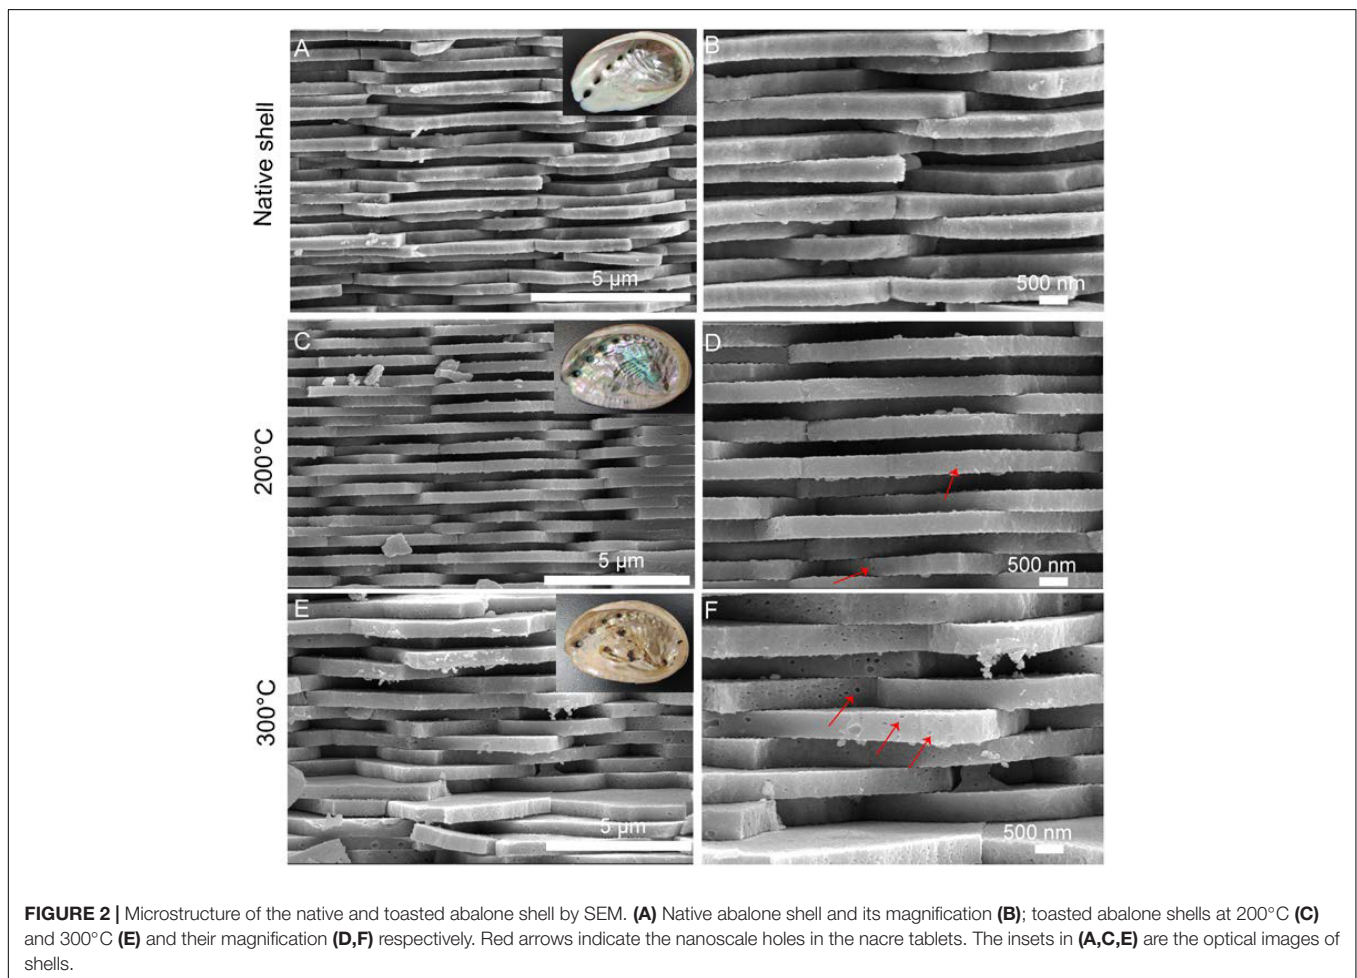 Native shell
A
5 µm
B
500 nm
200°C
C
5 µm
D
500 nm
300°C
E
5 µm
F
500 nm
FIGURE 2 | Microstructure of the native and toasted abalone shell by SEM. (A) Native abalone shell and its magnification (B); toasted abalone shells at 200°C (C)
and 300°C (E) and their magnification (D,F) respectively. Red arrows indicate the nanoscale holes in the nacre tablets. The insets in (A,C,E) are the optical images of
shells.